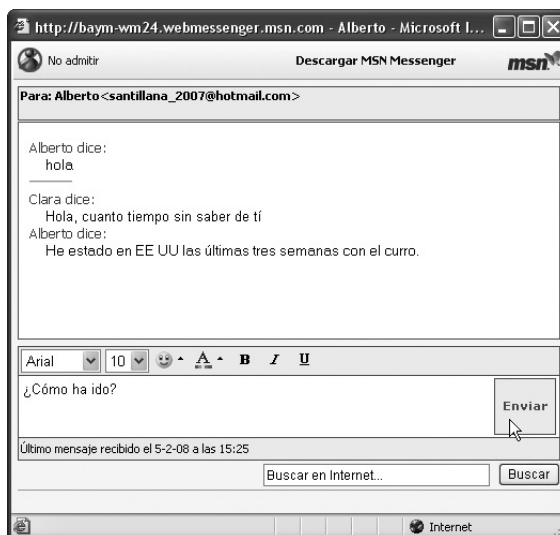 http://baym-wm24.webmessenger.msn.com - Alberto - Microsoft I...
No admitir
Descargar MSN Messenger
msn
Para: Alberto<santillana_2007@hotmail.com>
Alberto dice:
hola
Clara dice:
Hola, cuanto tiempo sin saber de tí
Alberto dice:
He estado en EE UU las últimas tres semanas con el curro.
Arial 10 A B I U
¿Cómo ha ido?
Enviar
Último mensaje recibido el 5-2-08 a las 15:25
Buscar en Internet... Buscar
Internet